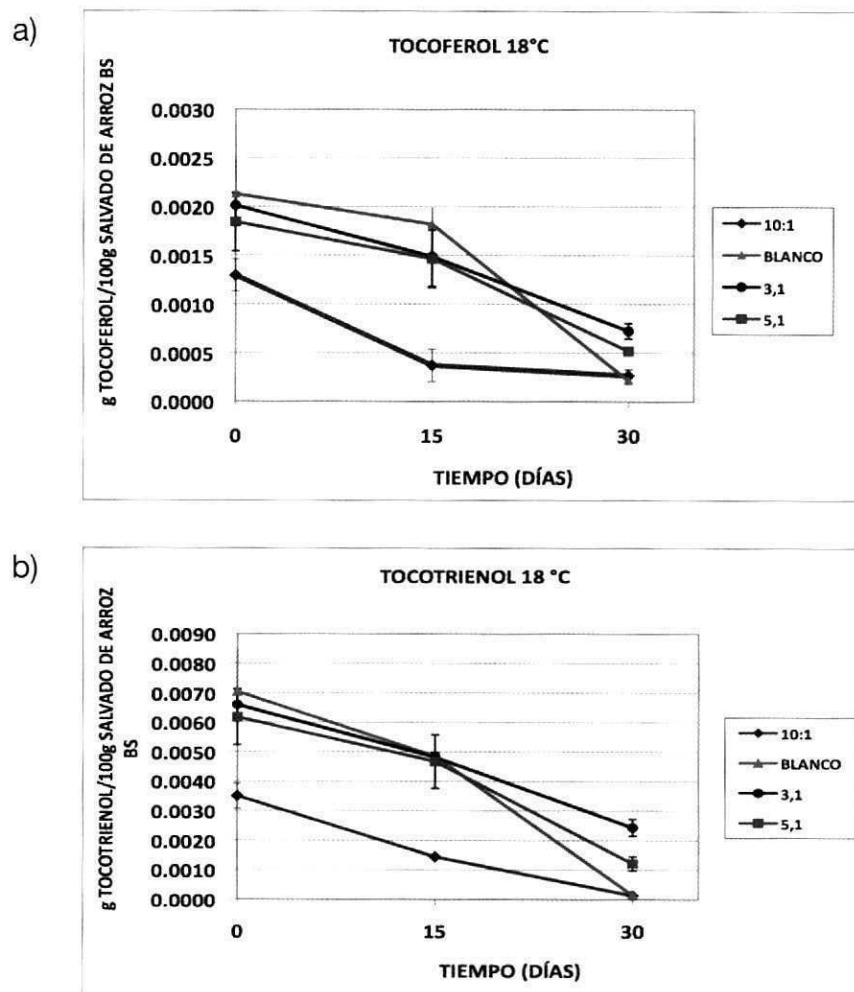 a)
TOCOFEROL 18°C
g TOCOFEROL/100g SALVADO DE ARROZ BS
0.0030
0.0025
0.0020
0.0015
0.0010
0.0005
0.0000
0
15
30
TIEMPO (DÍAS)
10:1
BLANCO
3,1
5,1
b)
TOCOTRIENOL 18 °C
g TOCOTRIENOL/100g SALVADO DE ARROZ
BS
0.0090
0.0080
0.0070
0.0060
0.0050
0.0040
0.0030
0.0020
0.0010
0.0000
0
15
30
TIEMPO (DÍAS)
10:1
BLANCO
3,1
5,1